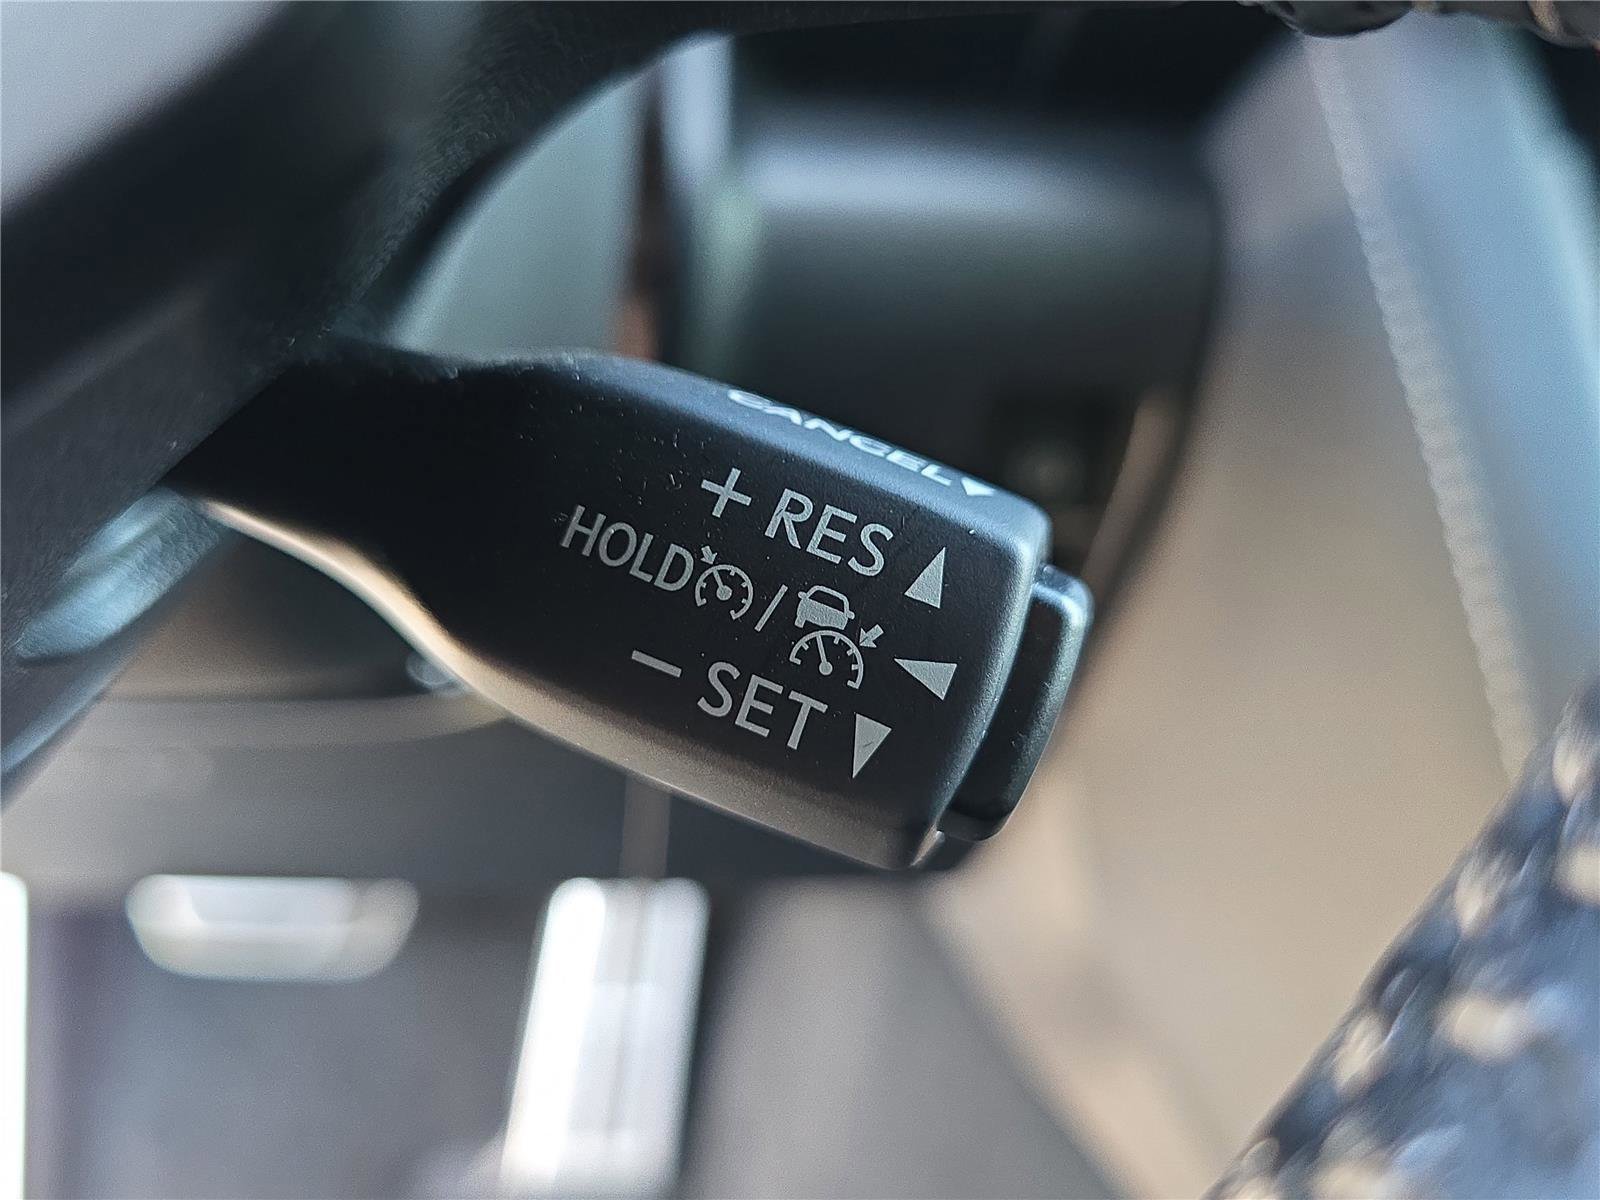 CANCEL
+ RES
HOLD /
- SET